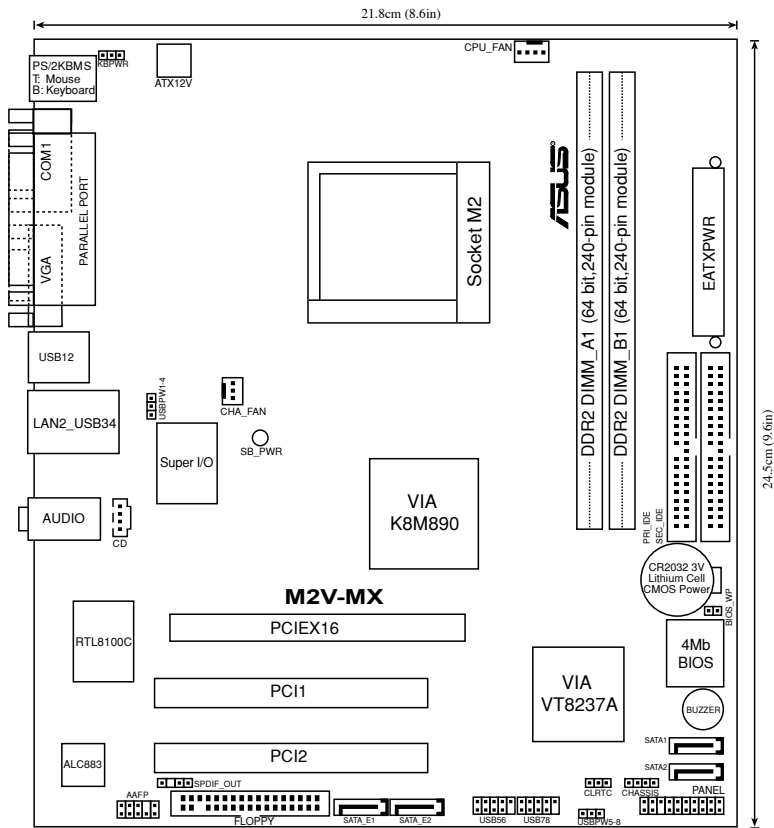 21.8cm (8.6in)
CPU_FAN
KBPWR
PS/2KBMS
T: Mouse
B: Keyboard
ATX12V
COM1
PARALLEL PORT
VGA
Socket M2
ASUS
®
DDR2 DIMM_A1 (64 bit,240-pin module)
DDR2 DIMM_B1 (64 bit,240-pin module)
EATXPWR
24.5cm (9.6in)
USB12
USBPW1-4
CHA_FAN
LAN2_USB34
SB_PWR
Super I/O
VIA
K8M890
AUDIO
CD
PRI_IDE
SEC_IDE
CR2032 3V
Lithium Cell
CMOS Power
BIOS_WP
M2V-MX
PCIEX16
RTL8100C
4Mb
BIOS
VIA
VT8237A
PCI1
BUZZER
SATA1
PCI2
ALC883
SATA2
SPDIF_OUT
CLRTC
CHASSIS
PANEL
AAFP
FLOPPY
SATA_E1
SATA_E2
USB56
USB78
USBPW5-8